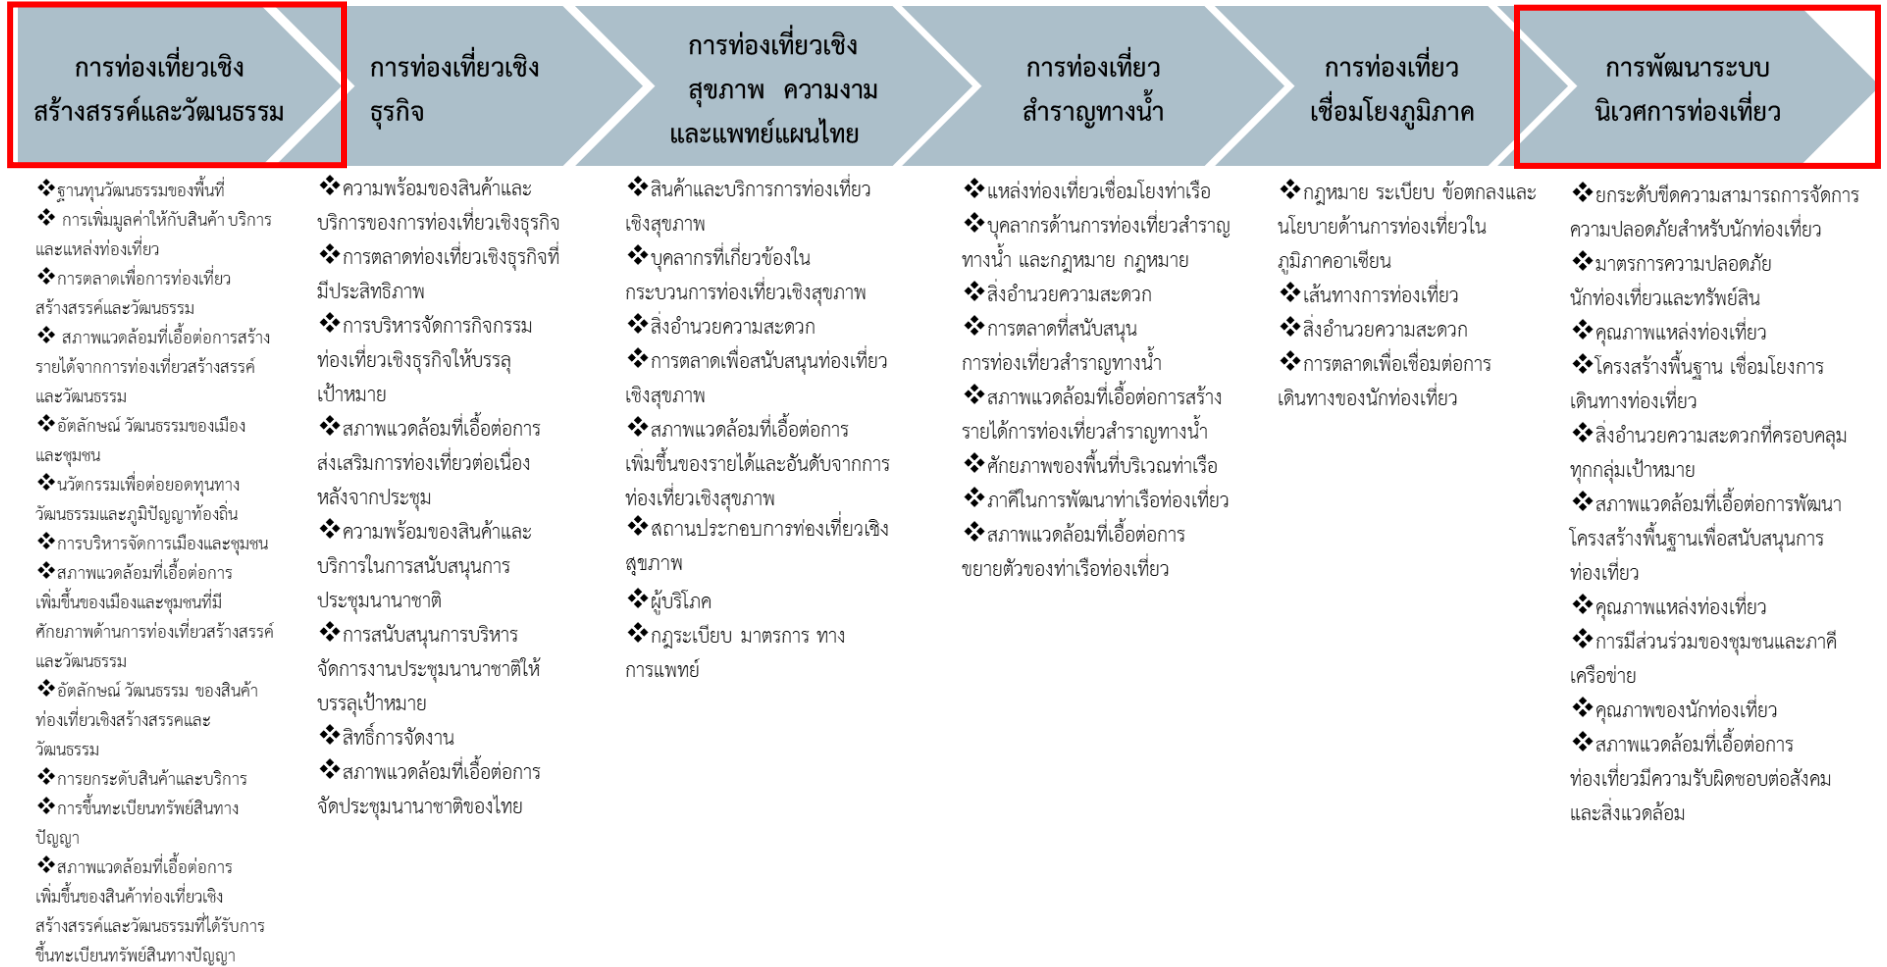 การท่องเที่ยวเชิง
สร้างสรรค์และวัฒนธรรม
การท่องเที่ยวเชิง
ธุรกิจ
การท่องเที่ยวเชิง
สุขภาพ ความงาม
และแพทย์แผนไทย
การท่องเที่ยว
สำราญทางน้ำ
การท่องเที่ยว
เชื่อมโยงภูมิภาค
การพัฒนาระบบ
นิเวศการท่องเที่ยว
❖ฐานทุนวัฒนธรรมของพื้นที่
❖ การเพิ่มมูลค่าให้กับสินค้า บริการ
และแหล่งท่องเที่ยว
❖การตลาดเพื่อการท่องเที่ยว
สร้างสรรค์และวัฒนธรรม
❖ สภาพแวดล้อมที่เอื้อต่อการสร้าง
รายได้จากการท่องเที่ยวสร้างสรรค์
และวัฒนธรรม
❖อัตลักษณ์ วัฒนธรรมของเมือง
และชุมชน
❖นวัตกรรมเพื่อต่อยอดทุนทาง
วัฒนธรรมและภูมิปัญญาท้องถิ่น
❖การบริหารจัดการเมืองและชุมชน
❖สภาพแวดล้อมที่เอื้อต่อการ
เพิ่มขึ้นของเมืองและชุมชนที่มี
ศักยภาพด้านการท่องเที่ยวสร้างสรรค์
และวัฒนธรรม
❖อัตลักษณ์ วัฒนธรรม ของสินค้า
ท่องเที่ยวเชิงสร้างสรรคและ
วัฒนธรรม
❖การยกระดับสินค้าและบริการ
❖การขึ้นทะเบียนทรัพย์สินทาง
ปัญญา
❖สภาพแวดล้อมที่เอื้อต่อการ
เพิ่มขึ้นของสินค้าท่องเที่ยวเชิง
สร้างสรรค์และวัฒนธรรมที่ได้รับการ
ขึ้นทะเบียนทรัพย์สินทางปัญญา
❖ความพร้อมของสินค้าและ
บริการของการท่องเที่ยวเชิงธุรกิจ
❖การตลาดท่องเที่ยวเชิงธุรกิจที่
มีประสิทธิภาพ
❖การบริหารจัดการกิจกรรม
ท่องเที่ยวเชิงธุรกิจให้บรรลุ
เป้าหมาย
❖สภาพแวดล้อมที่เอื้อต่อการ
ส่งเสริมการท่องเที่ยวต่อเนื่อง
หลังจากประชุม
❖ความพร้อมของสินค้าและ
บริการในการสนับสนุนการ
ประชุมนานาชาติ
❖การสนับสนุนการบริหาร
จัดการงานประชุมนานาชาติให้
บรรลุเป้าหมาย
❖สิทธิ์การจัดงาน
❖สภาพแวดล้อมที่เอื้อต่อการ
จัดประชุมนานาชาติของไทย
❖สินค้าและบริการการท่องเที่ยว
เชิงสุขภาพ
❖บุคลากรที่เกี่ยวข้องใน
กระบวนการท่องเที่ยวเชิงสุขภาพ
❖สิ่งอำนวยความสะดวก
❖การตลาดเพื่อสนับสนุนท่องเที่ยว
เชิงสุขภาพ
❖สภาพแวดล้อมที่เอื้อต่อการ
เพิ่มขึ้นของรายได้และอันดับจากการ
ท่องเที่ยวเชิงสุขภาพ
❖สถานประกอบการท่องเที่ยวเชิง
สุขภาพ
❖ผู้บริโภค
❖กฎระเบียบ มาตรการ ทาง
การแพทย์
❖แหล่งท่องเที่ยวเชื่อมโยงท่าเรือ
❖บุคลากรด้านการท่องเที่ยวสำราญ
ทางน้ำ และกฎหมาย กฎหมาย
❖สิ่งอำนวยความสะดวก
❖การตลาดที่สนับสนุน
การท่องเที่ยวสำราญทางน้ำ
❖สภาพแวดล้อมที่เอื้อต่อการสร้าง
รายได้การท่องเที่ยวสำราญทางน้ำ
❖ศักยภาพของพื้นที่บริเวณท่าเรือ
❖ภาคีในการพัฒนาท่าเรือท่องเที่ยว
❖สภาพแวดล้อมที่เอื้อต่อการ
ขยายตัวของท่าเรือท่องเที่ยว
❖กฎหมาย ระเบียบ ข้อตกลงและ
นโยบายด้านการท่องเที่ยวใน
ภูมิภาคอาเซียน
❖เส้นทางการท่องเที่ยว
❖สิ่งอำนวยความสะดวก
❖การตลาดเพื่อเชื่อมต่อการ
เดินทางของนักท่องเที่ยว
❖ยกระดับขีดความสามารถการจัดการ
ความปลอดภัยสำหรับนักท่องเที่ยว
❖มาตรการความปลอดภัย
นักท่องเที่ยวและทรัพย์สิน
❖คุณภาพแหล่งท่องเที่ยว
❖โครงสร้างพื้นฐาน เชื่อมโยงการ
เดินทางท่องเที่ยว
❖สิ่งอำนวยความสะดวกที่ครอบคลุม
ทุกกลุ่มเป้าหมาย
❖สภาพแวดล้อมที่เอื้อต่อการพัฒนา
โครงสร้างพื้นฐานเพื่อสนับสนุนการ
ท่องเที่ยว
❖คุณภาพแหล่งท่องเที่ยว
❖การมีส่วนร่วมของชุมชนและภาคี
เครือข่าย
❖คุณภาพของนักท่องเที่ยว
❖สภาพแวดล้อมที่เอื้อต่อการ
ท่องเที่ยวมีความรับผิดชอบต่อสังคม
และสิ่งแวดล้อม